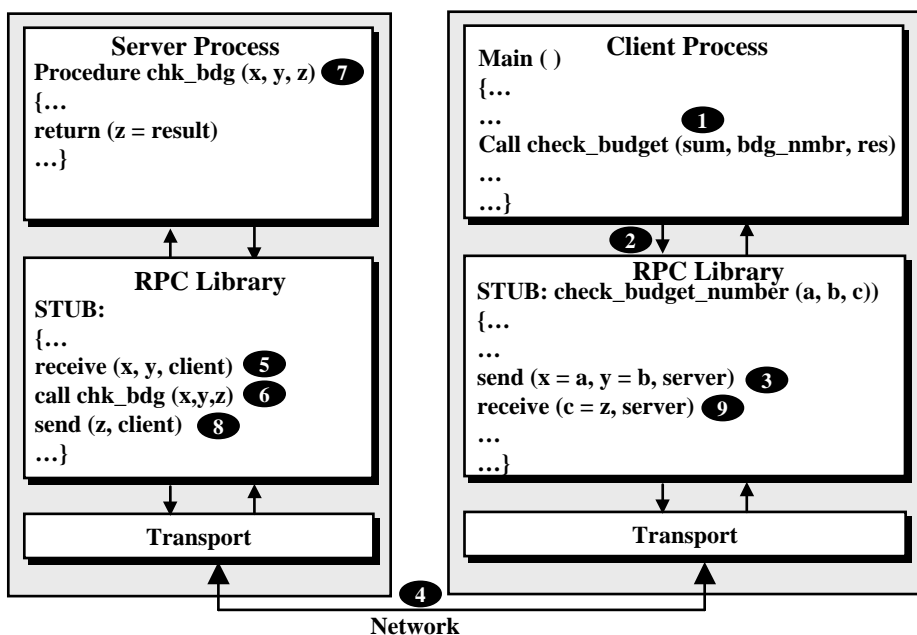 Server Process
Procedure chk_bdg (x, y, z) 7
{…
return (z = result)
…}
RPC Library
STUB:
{…
receive (x, y, client) 5
call chk_bdg (x,y,z) 6
send (z, client) 8
…}
Transport
Client Process
Main ( )
{…
… 1
Call check_budget (sum, bdg_nmbr, res)
…
…}
2
RPC Library
STUB: check_budget_number (a, b, c))
{…
…
send (x = a, y = b, server) 3
receive (c = z, server) 9
…
…}
Transport
4
Network